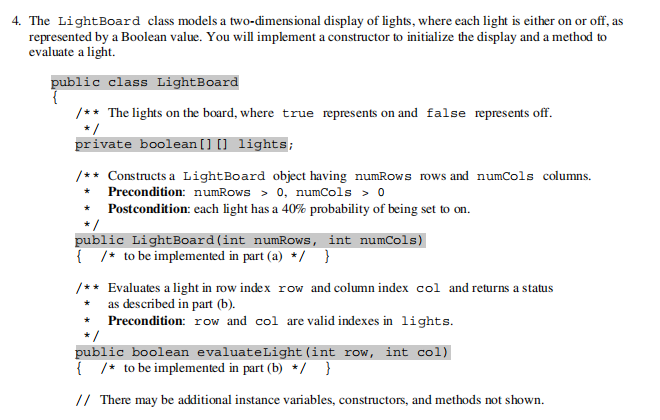 4. The LightBoard class models a two-dimensional display of lights, where each light is either on or off, as
represented by a Boolean value. You will implement a constructor to initialize the display and a method to
evaluate a light.
public class LightBoard
{
/** The lights on the board, where true represents on and false represents off.
*/
private boolean[][] lights;
/** Constructs a LightBoard object having numRows rows and numCols columns.
* Precondition: numRows > 0, numCols > 0
* Postcondition: each light has a 40% probability of being set to on.
*/
public LightBoard(int numRows, int numCols)
{ /* to be implemented in part (a) */ }
/** Evaluates a light in row index row and column index col and returns a status
* as described in part (b).
* Precondition: row and col are valid indexes in lights.
*/
public boolean evaluateLight(int row, int col)
{ /* to be implemented in part (b) */ }
// There may be additional instance variables, constructors, and methods not shown.